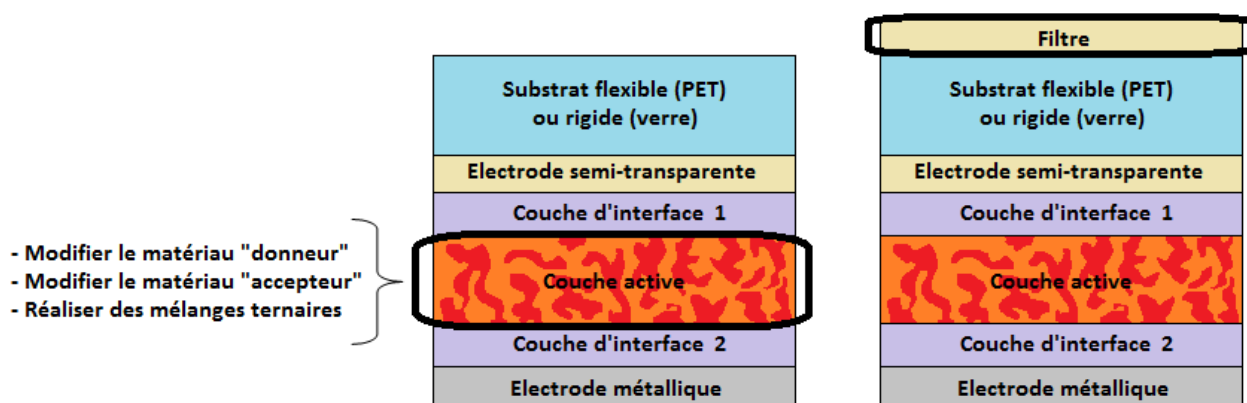 - Modifier le matériau "donneur"
- Modifier le matériau "accepteur"
- Réaliser des mélanges ternaires
Substrat flexible (PET)
ou rigide (verre)
Electrode semi-transparente
Couche d'interface 1
Couche active
Couche d'interface 2
Electrode métallique
Filtre
Substrat flexible (PET)
ou rigide (verre)
Electrode semi-transparente
Couche d'interface 1
Couche active
Couche d'interface 2
Electrode métallique